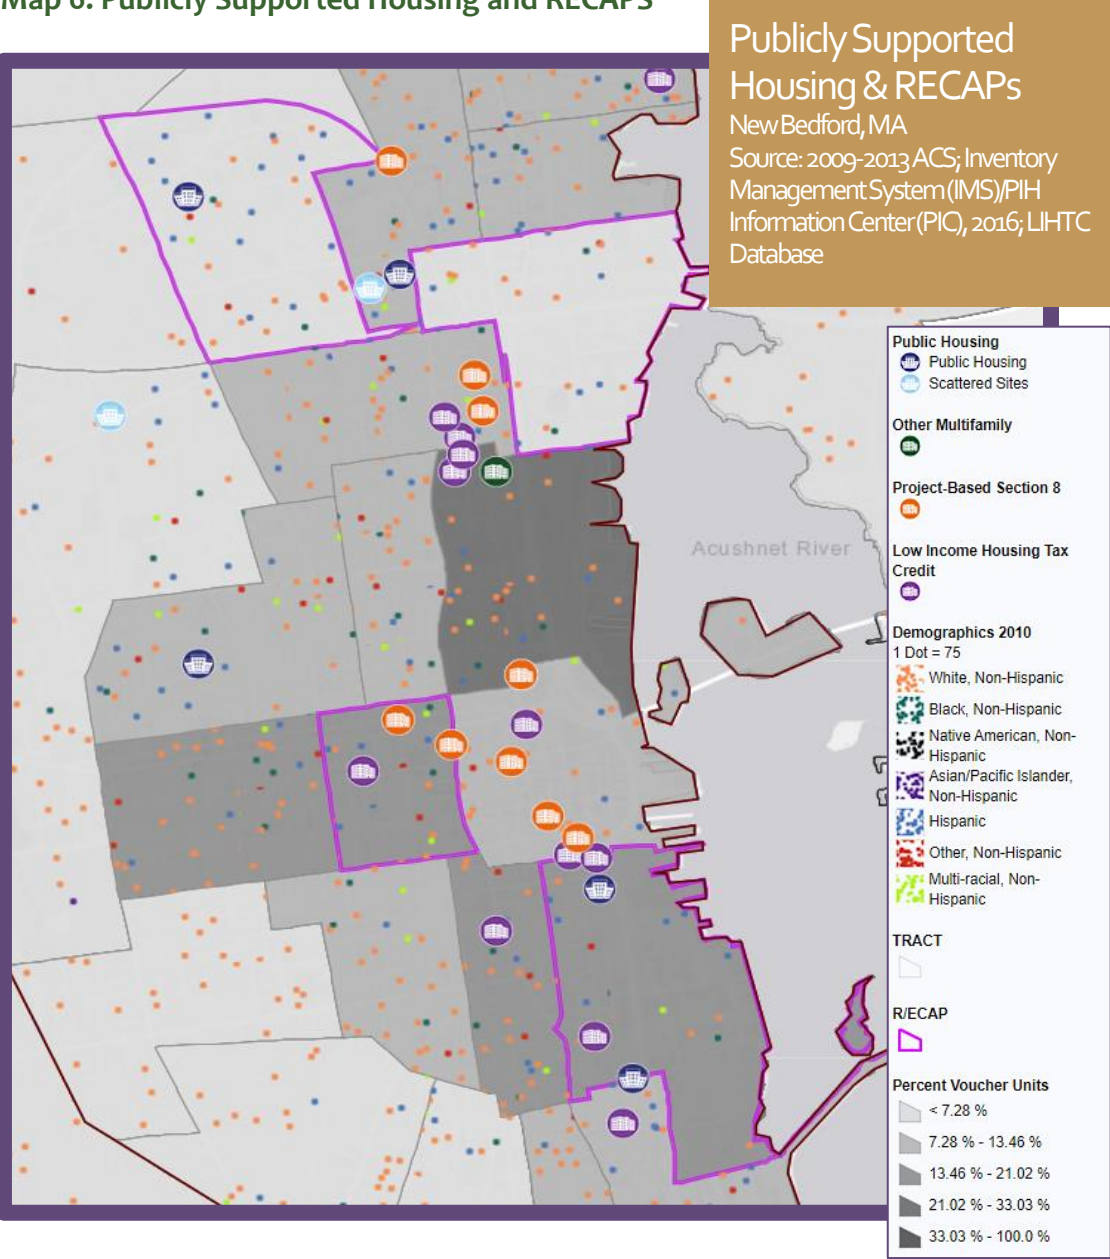 Map 6. Publicly Supported Housing and RECAPS
Publicly Supported
Housing & RECAPs
New Bedford, MA
Source: 2009-2013 ACS; Inventory
Management System (IMS)/PIH
Information Center (PIC), 2016; LIHTC
Database
Acushnet River
Public Housing
Public Housing
Scattered Sites
Other Multifamily
Project-Based Section 8
Low Income Housing Tax
Credit
Demographics 2010
1 Dot = 75
White, Non-Hispanic
Black, Non-Hispanic
Native American, Non-
Hispanic
Asian/Pacific Islander,
Non-Hispanic
Hispanic
Other, Non-Hispanic
Multi-racial, Non-
Hispanic
TRACT
R/ECAP
Percent Voucher Units
< 7.28 %
7.28 % - 13.46 %
13.46 % - 21.02 %
21.02 % - 33.03 %
33.03 % - 100.0 %